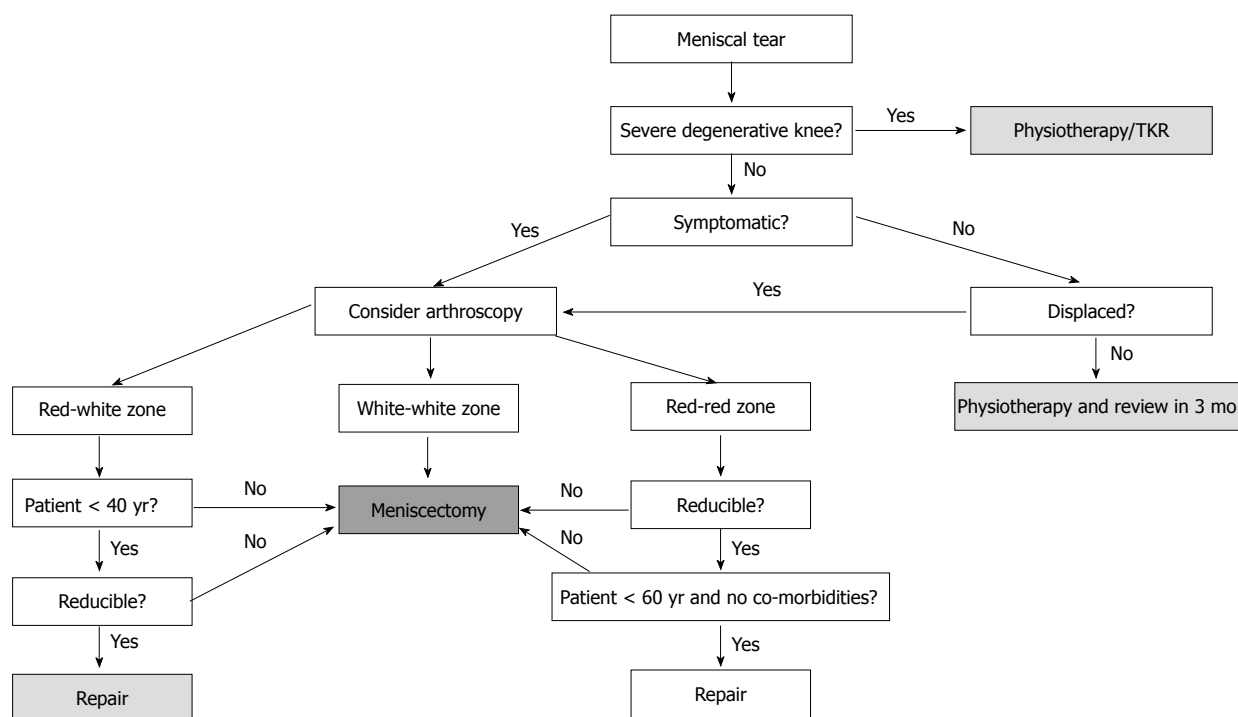 Meniscal tear
Severe degenerative knee?
Yes
Physiotherapy/TKR
No
Symptomatic?
Yes
No
Consider arthroscopy
Yes
Displaced?
No
Red-white zone
White-white zone
Red-red zone
Physiotherapy and review in 3 mo
Patient < 40 yr?
No
Meniscectomy
No
Reducible?
Yes
No
No
Yes
Reducible?
Patient < 60 yr and no co-morbidities?
Yes
Yes
Repair
Repair